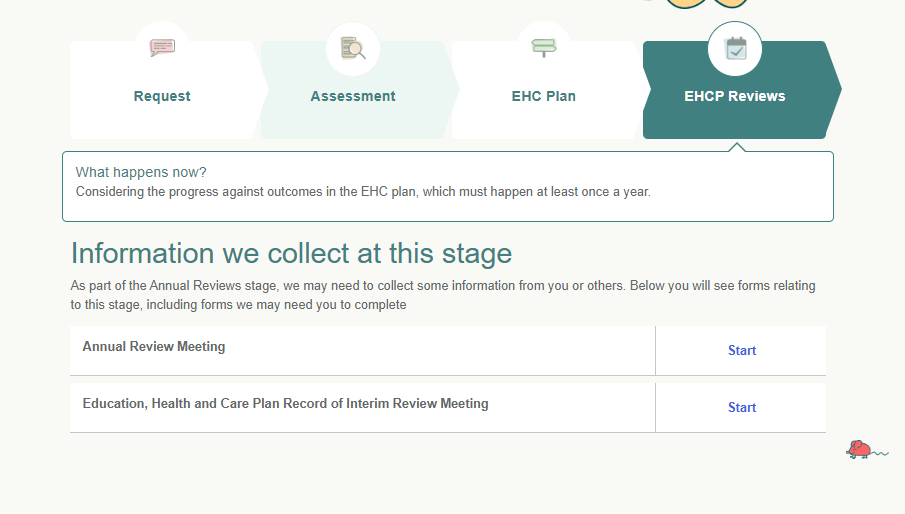 Request
Assessment
EHC Plan
EHCP Reviews
What happens now?
Considering the progress against outcomes in the EHC plan, which must happen at least once a year.
Information we collect at this stage
As part of the Annual Reviews stage, we may need to collect some information from you or others. Below you will see forms relating
to this stage, including forms we may need you to complete
Annual Review Meeting
Start
Education, Health and Care Plan Record of Interim Review Meeting
Start